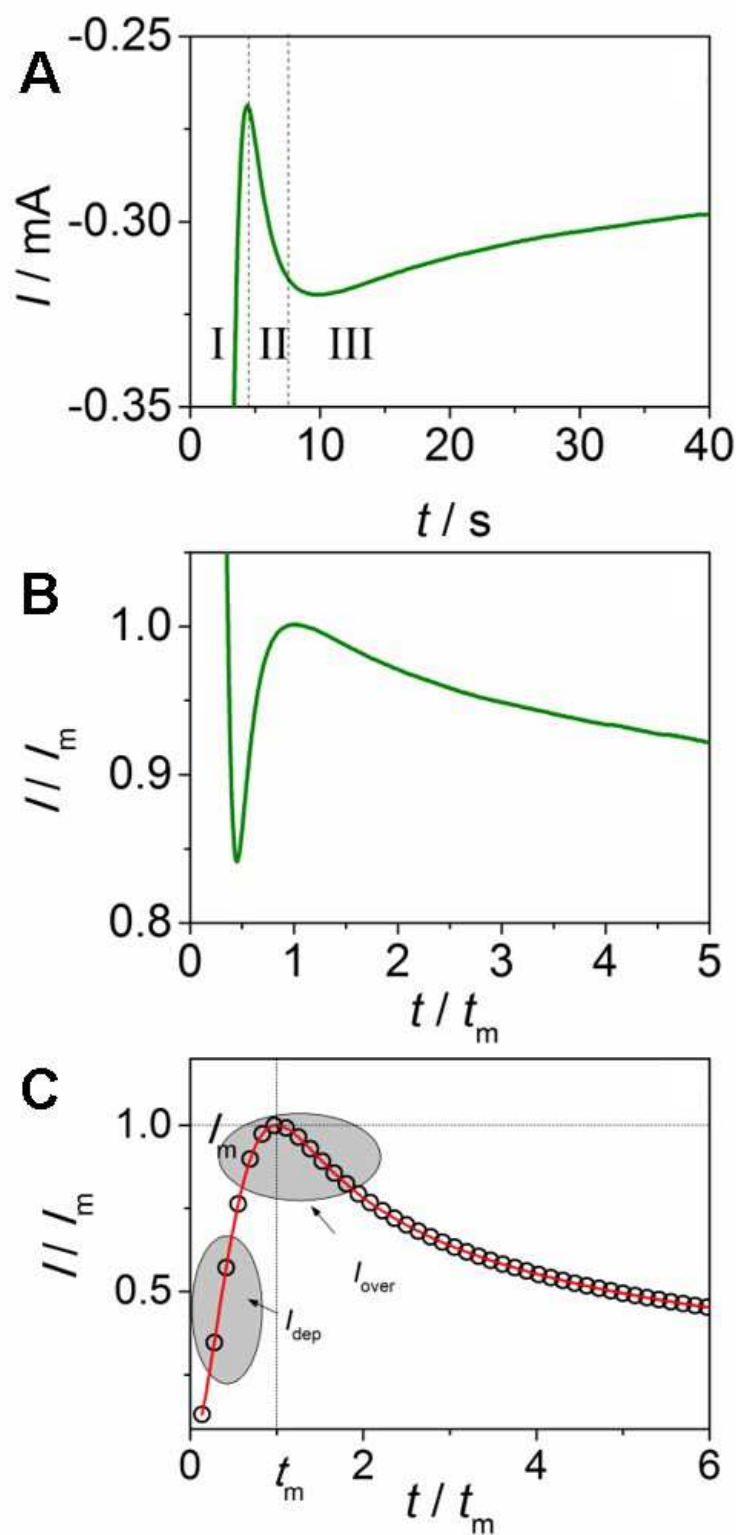 A
-0.25
-0.30
-0.35
I / mA
I II III
0 10 20 30 40
t / s
B
1.0
0.9
0.8
I / Im
0 1 2 3 4 5
t / tm
C
1.0
0.5
I / Im
Im
Iover
Idep
0 tm 2 4 6
t / tm